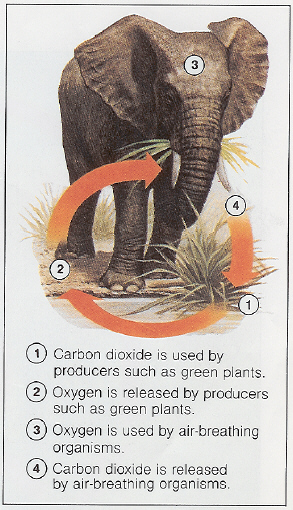 3
4
2
1
1 Carbon dioxide is used by
producers such as green plants.
2 Oxygen is released by producers
such as green plants.
3 Oxygen is used by air-breathing
organisms.
4 Carbon dioxide is released
by air-breathing organisms.